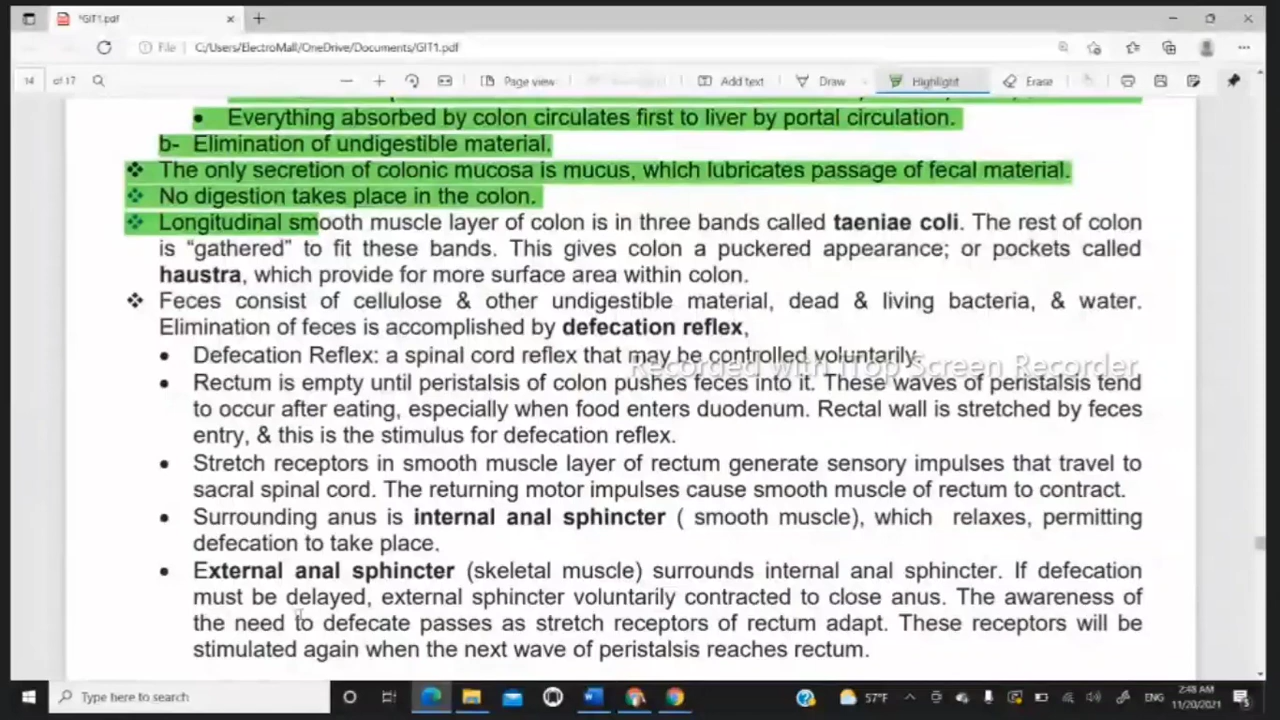 *GIT1.pdf
File C:/Users/ElectroMall/OneDrive/Documents/GIT1.pdf
14 of 17 Page view Add text Draw Highlight Erase
• Everything absorbed by colon circulates first to liver by portal circulation.
b- Elimination of undigestible material.
❖ The only secretion of colonic mucosa is mucus, which lubricates passage of fecal material.
❖ No digestion takes place in the colon.
❖ Longitudinal smooth muscle layer of colon is in three bands called taeniae coli. The rest of colon
is “gathered” to fit these bands. This gives colon a puckered appearance; or pockets called
haustra, which provide for more surface area within colon.
❖ Feces consist of cellulose & other undigestible material, dead & living bacteria, & water.
Elimination of feces is accomplished by defecation reflex,
• Defecation Reflex: a spinal cord reflex that may be controlled voluntarily.
Recorded with iTop Screen Recorder
• Rectum is empty until peristalsis of colon pushes feces into it. These waves of peristalsis tend
to occur after eating, especially when food enters duodenum. Rectal wall is stretched by feces
entry, & this is the stimulus for defecation reflex.
• Stretch receptors in smooth muscle layer of rectum generate sensory impulses that travel to
sacral spinal cord. The returning motor impulses cause smooth muscle of rectum to contract.
• Surrounding anus is internal anal sphincter ( smooth muscle), which relaxes, permitting
defecation to take place.
• External anal sphincter (skeletal muscle) surrounds internal anal sphincter. If defecation
must be delayed, external sphincter voluntarily contracted to close anus. The awareness of
the need to defecate passes as stretch receptors of rectum adapt. These receptors will be
stimulated again when the next wave of peristalsis reaches rectum.
Type here to search 57°F ENG 2:48 AM
11/20/2021